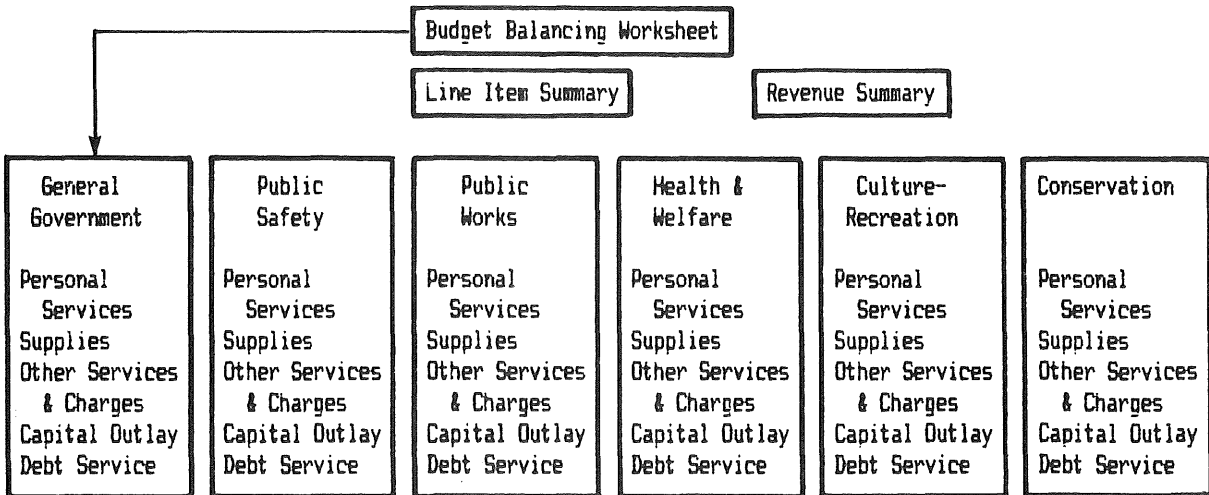 Budget Balancing Worksheet
Line Item Summary
Revenue Summary
General
Government
Personal
Services
Supplies
Other Services
& Charges
Capital Outlay
Debt Service
Public
Safety
Personal
Services
Supplies
Other Services
& Charges
Capital Outlay
Debt Service
Public
Works
Personal
Services
Supplies
Other Services
& Charges
Capital Outlay
Debt Service
Health &
Welfare
Personal
Services
Supplies
Other Services
& Charges
Capital Outlay
Debt Service
Culture-
Recreation
Personal
Services
Supplies
Other Services
& Charges
Capital Outlay
Debt Service
Conservation
Personal
Services
Supplies
Other Services
& Charges
Capital Outlay
Debt Service